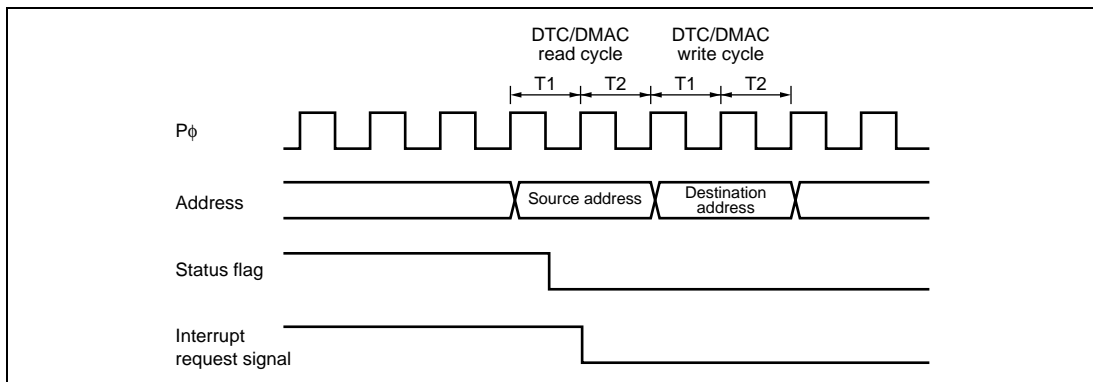 DTC/DMAC DTC/DMAC
read cycle write cycle
T1 T2 T1 T2
Pϕ
Address
Source address
Destination
address
Status flag
Interrupt
request signal